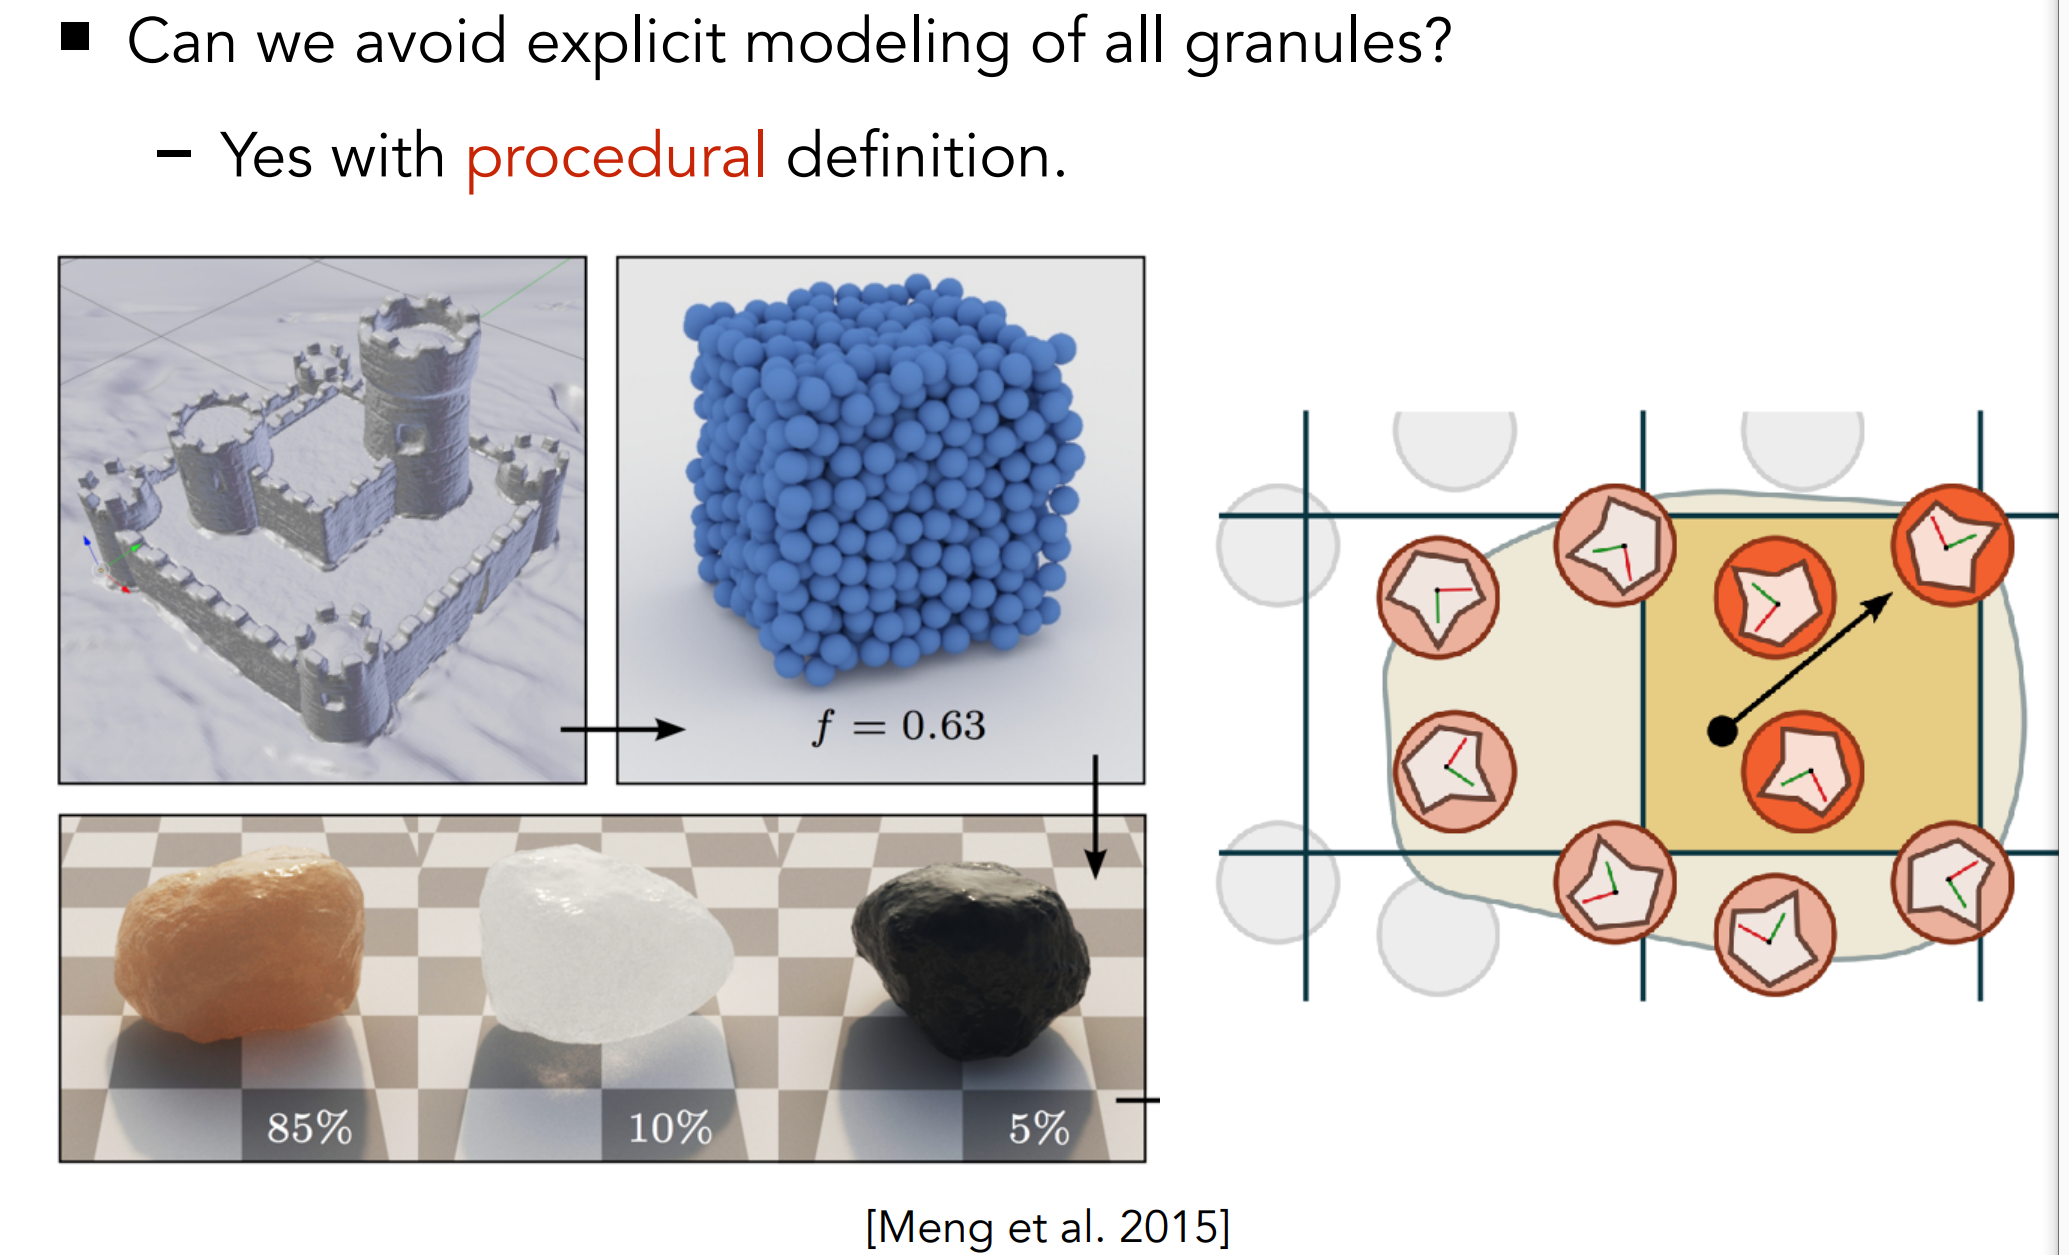 Can we avoid explicit modeling of all granules?
– Yes with procedural definition.
f = 0.63
85%
10%
5%
[Meng et al. 2015]